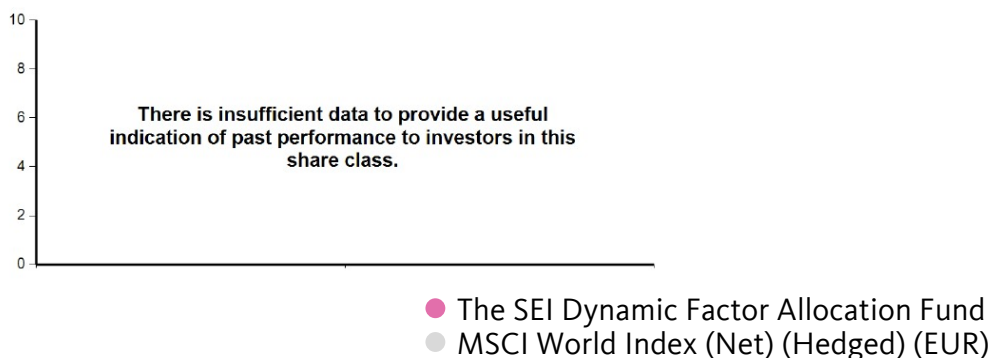 10
8
6
4
2
0
There is insufficient data to provide a useful
indication of past performance to investors in this
share class.
The SEI Dynamic Factor Allocation Fund
MSCI World Index (Net) (Hedged) (EUR)